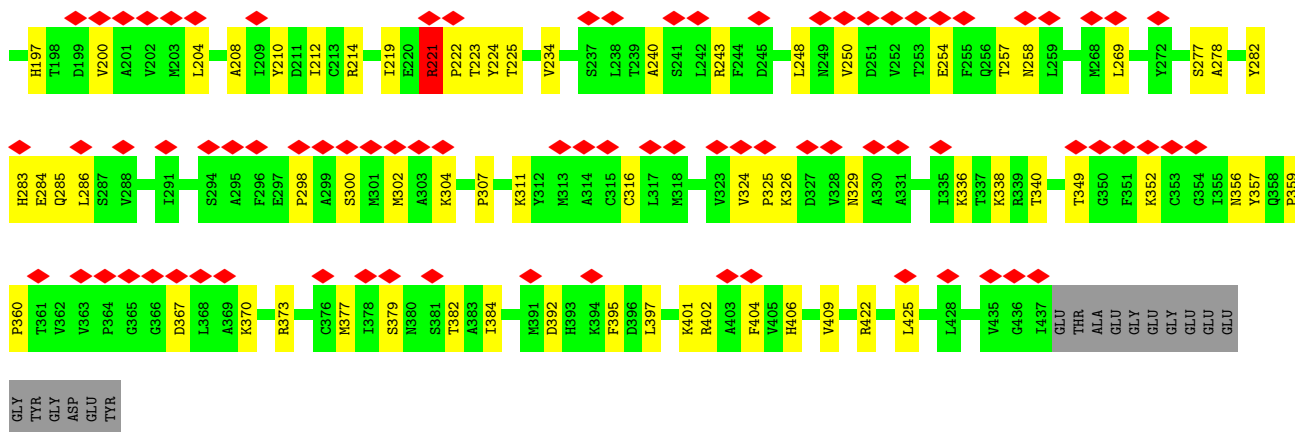 H197 T198 D199 V200 A201 V202 M203 L204 A208 I209 Y210 D211 I212 C213 R214 I219 E220 R221 P222 T223 Y224 T225 V234 S237 L238 T239 A240 S241 L242 R243 F244 D245 L248 N249 V250 D251 V252 T253 E254 F255 Q256 T257 N258 L259 M268 L269 Y272 S277 A278 Y282
H283 E284 Q285 L286 S287 V288 I291 S294 A295 F296 E297 P298 A299 S300 M301 M302 A303 K304 P307 K311 Y312 M313 A314 C315 C316 L317 M318 V323 V324 P325 K326 D327 V328 N329 A330 A331 I335 K336 T337 K338 R339 T340 T349 G350 F351 K352 C353 G354 I355 N356 Y357 Q358 P359
P360 T361 V362 V363 P364 G365 G366 D367 L368 A369 K370 R373 C376 M377 I378 S379 N380 S381 T382 A383 I384 M391 D392 H393 K394 F395 D396 L397 K401 R402 A403 F404 V405 H406 V409 R422 L425 L428 V435 G436 I437 GLU THR ALA GLU GLY GLU GLY GLU GLU GLU
GLY TYR GLY ASP GLU TYR